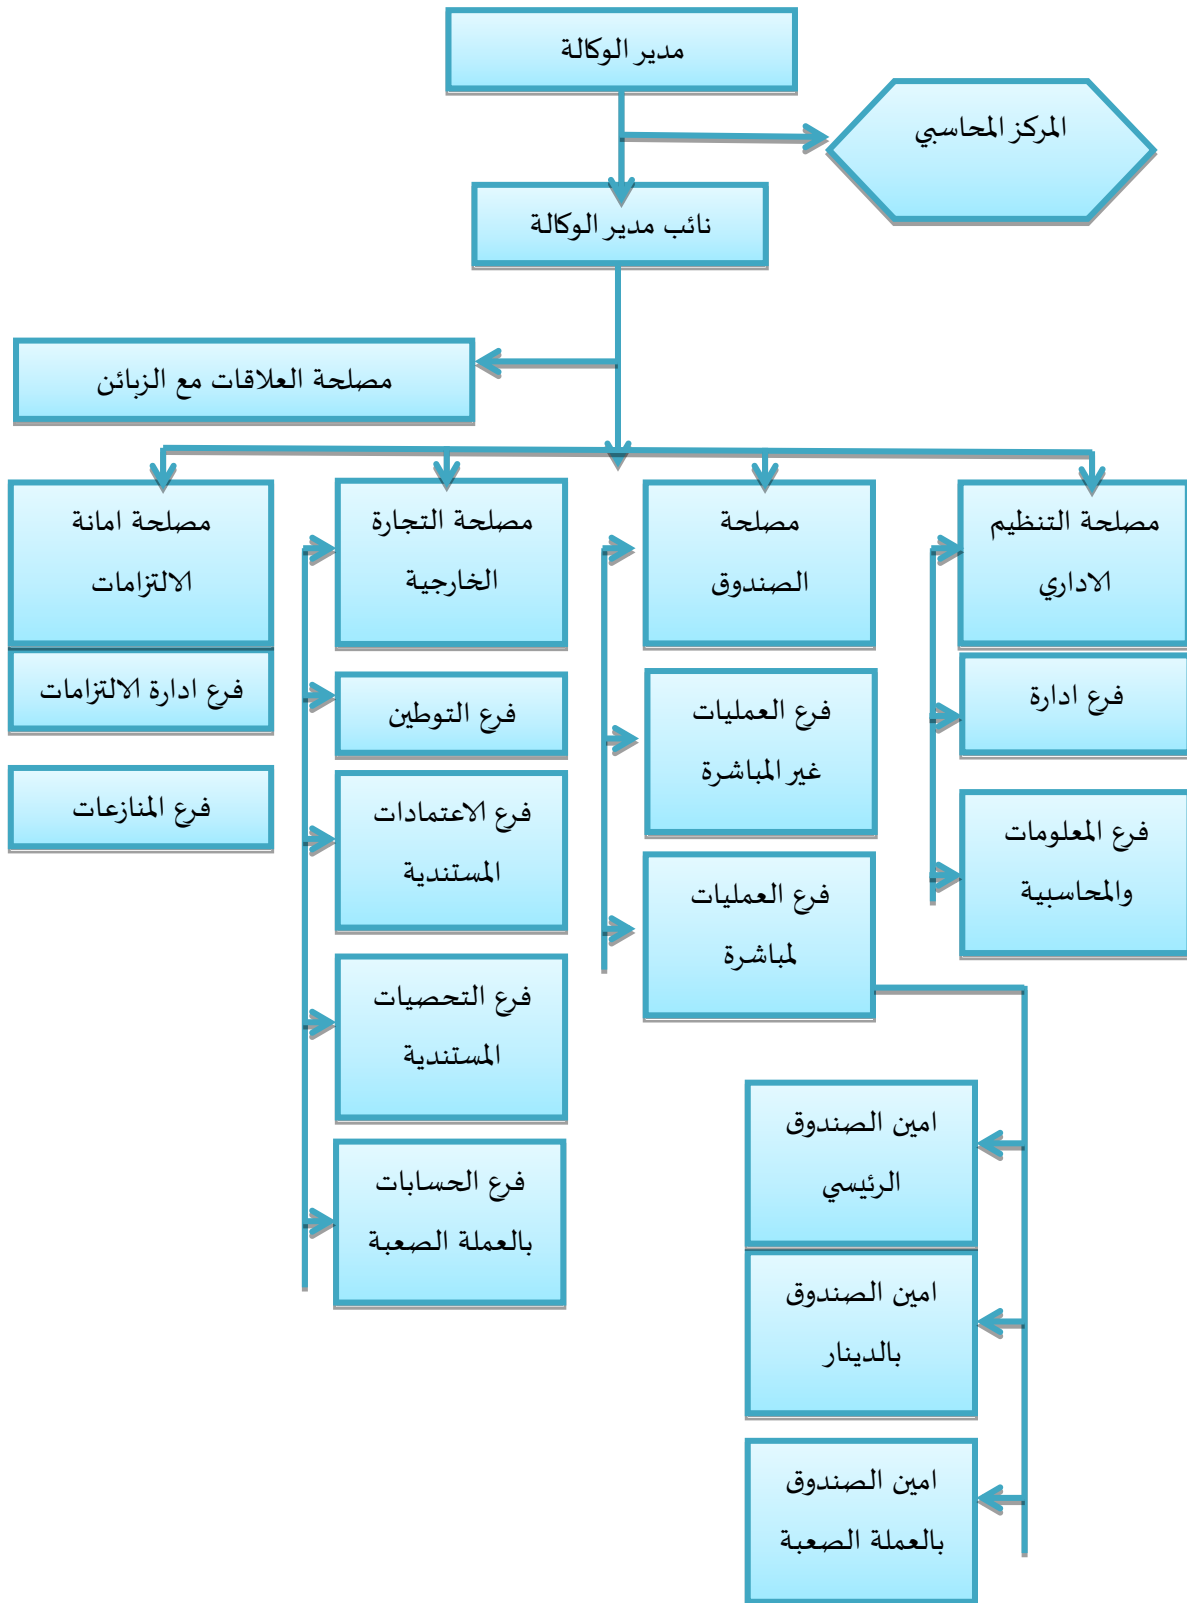 مدير الوكالة
المركز المحاسبي
نائب مدير الوكالة
مصلحة العلاقات مع الزبائن
مصلحة التنظيم
الاداري
فرع ادارة
فرع المعلومات
والمحاسبية
مصلحة
الصندوق
فرع العمليات
غير المباشرة
فرع العمليات
لمباشرة
امين الصندوق
الرئيسي
امين الصندوق
بالدينار
امين الصندوق
بالعملة الصعبة
مصلحة التجارة
الخارجية
فرع التوطين
فرع الاعتمادات
المستندية
فرع التحصيات
المستندية
فرع الحسابات
بالعملة الصعبة
مصلحة امانة
الالتزامات
فرع ادارة الالتزامات
فرع المنازعات